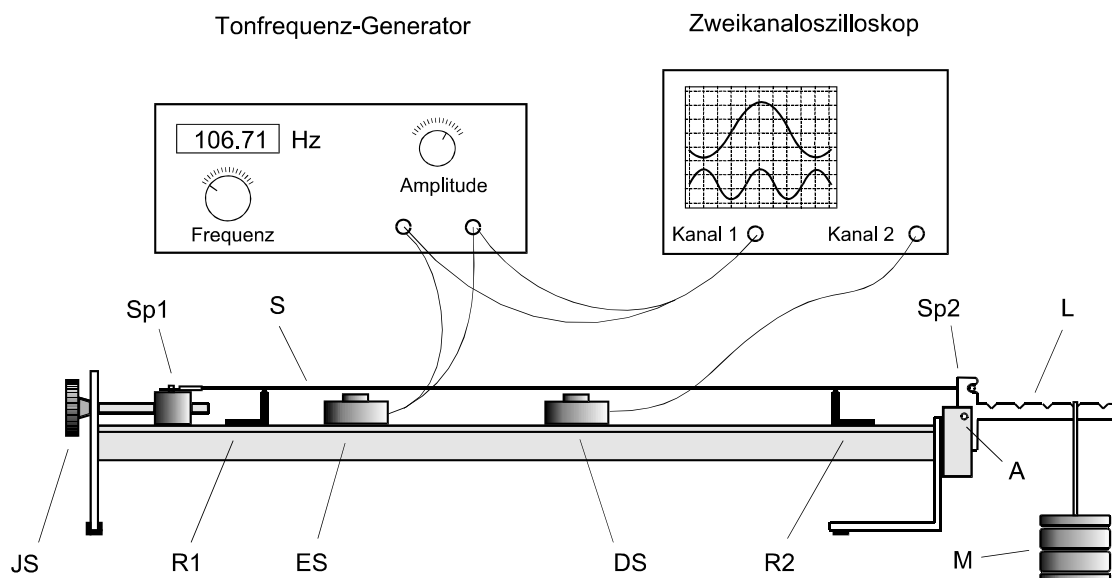 Tonfrequenz-Generator
Zweikanaloszilloskop
106.71 Hz
Amplitude
Frequenz
Kanal 1
Kanal 2
Sp1
S
Sp2
L
A
JS
R1
ES
DS
R2
M